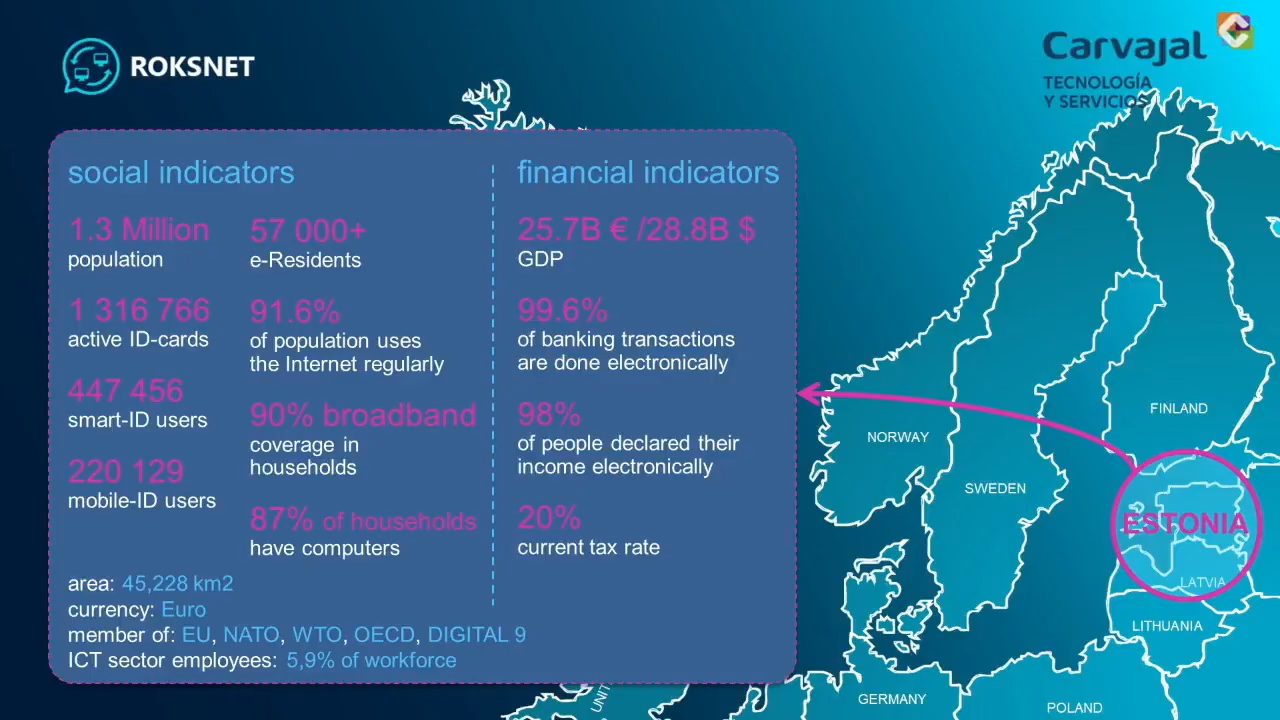 ROKSNET
Carvajal
TECNOLOGÍA
Y SERVICIOS
social indicators
1.3 Million
population
1 316 766
active ID-cards
447 456
smart-ID users
220 129
mobile-ID users
57 000+
e-Residents
91.6%
of population uses
the Internet regularly
90% broadband
coverage in
households
87% of households
have computers
financial indicators
25.7B € /28.8B $
GDP
99.6%
of banking transactions
are done electronically
98%
of people declared their
income electronically
20%
current tax rate
area: 45,228 km2
currency: Euro
member of: EU, NATO, WTO, OECD, DIGITAL 9
ICT sector employees: 5,9% of workforce
FINLAND
NORWAY
SWEDEN
ESTONIA
LATVIA
LITHUANIA
GERMANY
POLAND